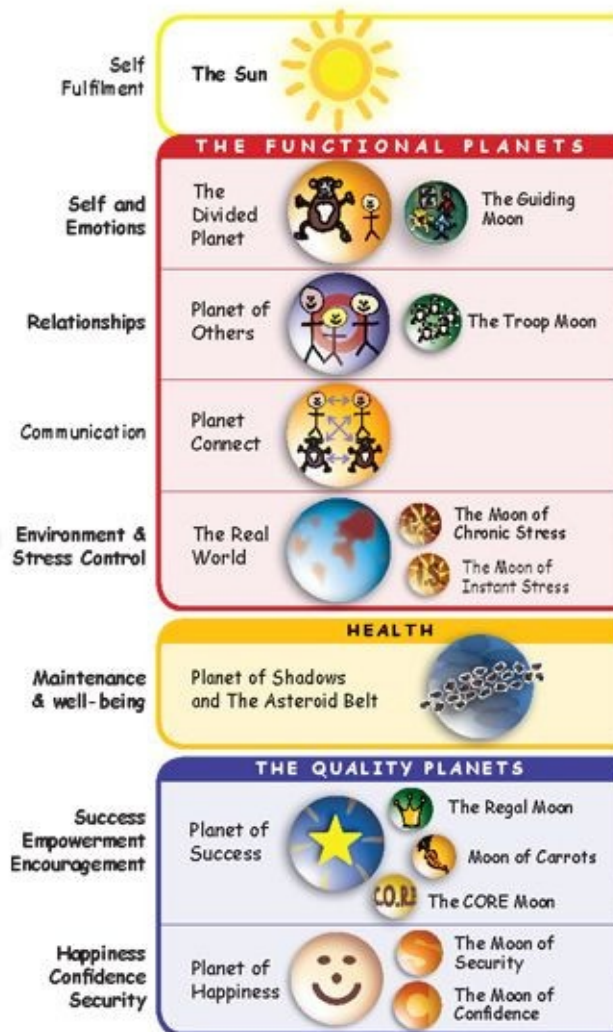 Self
Fulfilment
The Sun
THE FUNCTIONAL PLANETS
Self and
Emotions
The
Divided
Planet
The Guiding
Moon
Relationships
Planet of
Others
The Troop Moon
Communication
Planet
Connect
Environment &
Stress Control
The Real
World
The Moon of
Chronic Stress
The Moon of
Instant Stress
HEALTH
Maintenance
& well-being
Planet of Shadows
and The Asteroid Belt
THE QUALITY PLANETS
Success
Empowerment
Encouragement
Planet of
Success
The Regal Moon
Moon of Carrots
C.O.R.E
The CORE Moon
Happiness
Confidence
Security
Planet of
Happiness
The Moon of
Security
The Moon of
Confidence